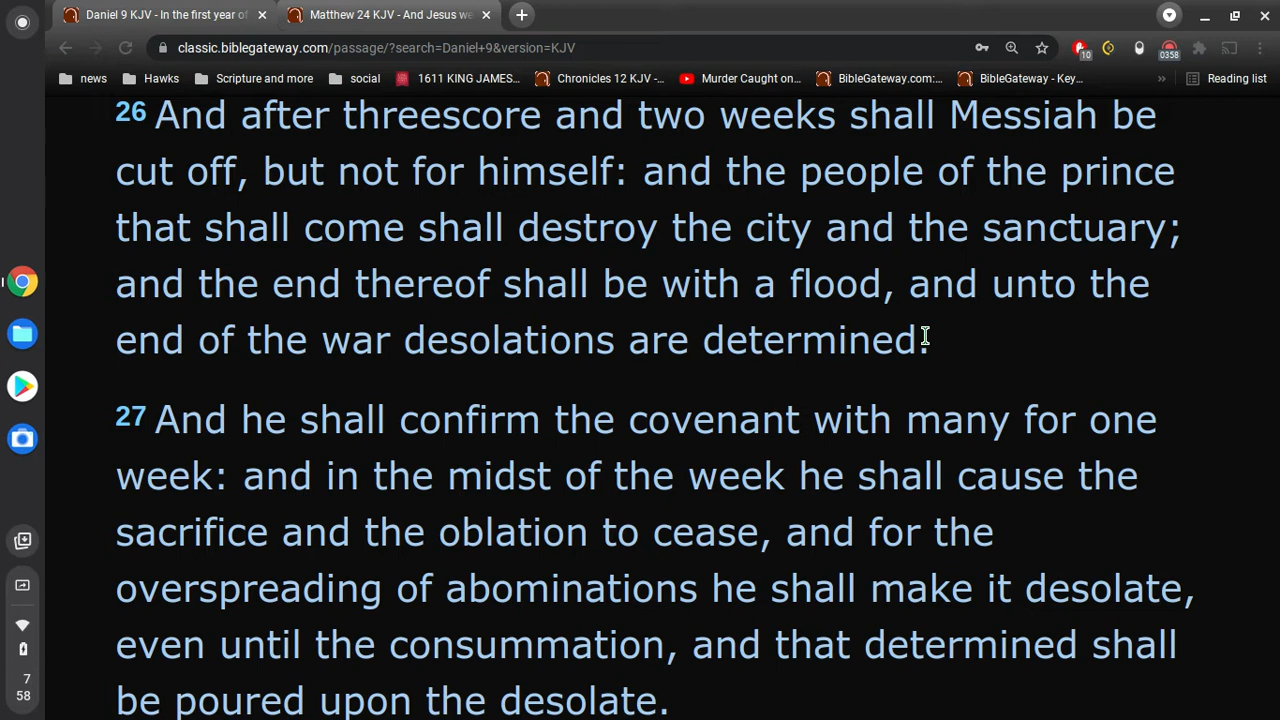 Daniel 9 KJV - In the first year of
Matthew 24 KJV - And Jesus we
classic.biblegateway.com/passage/?search=Daniel+9&version=KJV
10
0358
news
Hawks
Scripture and more
social
1611 KING JAMES...
Chronicles 12 KJV -...
Murder Caught on...
BibleGateway.com:...
BibleGateway - Key...
»
Reading list
26 And after threescore and two weeks shall Messiah be
cut off, but not for himself: and the people of the prince
that shall come shall destroy the city and the sanctuary;
and the end thereof shall be with a flood, and unto the
end of the war desolations are determined.
27 And he shall confirm the covenant with many for one
week: and in the midst of the week he shall cause the
sacrifice and the oblation to cease, and for the
overspreading of abominations he shall make it desolate,
even until the consummation, and that determined shall
be poured upon the desolate.
7
58